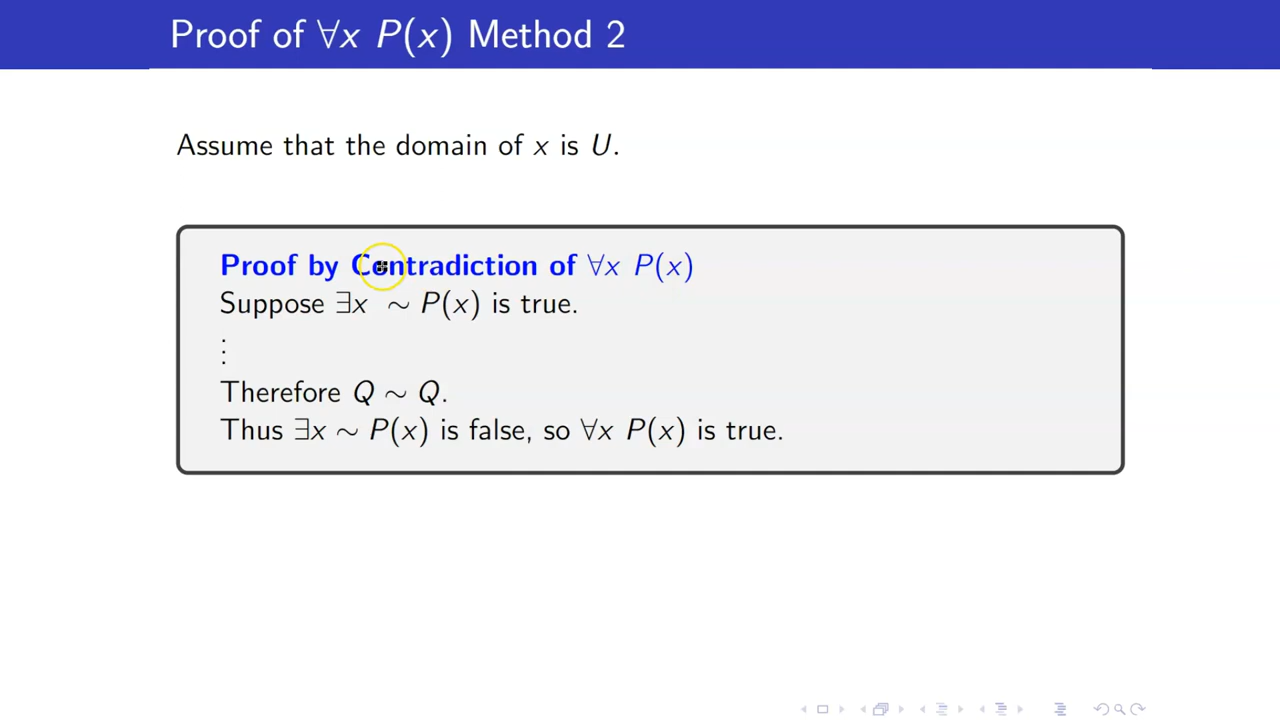 Proof of ∀x P(x) Method 2
Assume that the domain of x is U.
Proof by Contradiction of ∀x P(x)
Suppose ∃x ∼ P(x) is true.
⋮
Therefore Q ∼ Q.
Thus ∃x ∼ P(x) is false, so ∀x P(x) is true.